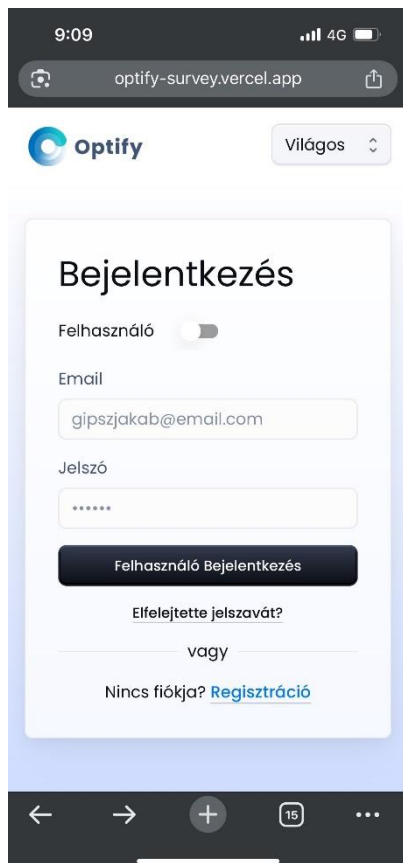 9:09
4G
optify-survey.vercel.app
Optify
Világos
Bejelentkezés
Felhasználó
Email
gipszjakab@email.com
Jelszó
••••••
Felhasználó Bejelentkezés
Elfelejtette jelszavát?
vagy
Nincs fiókja? Regisztráció
15